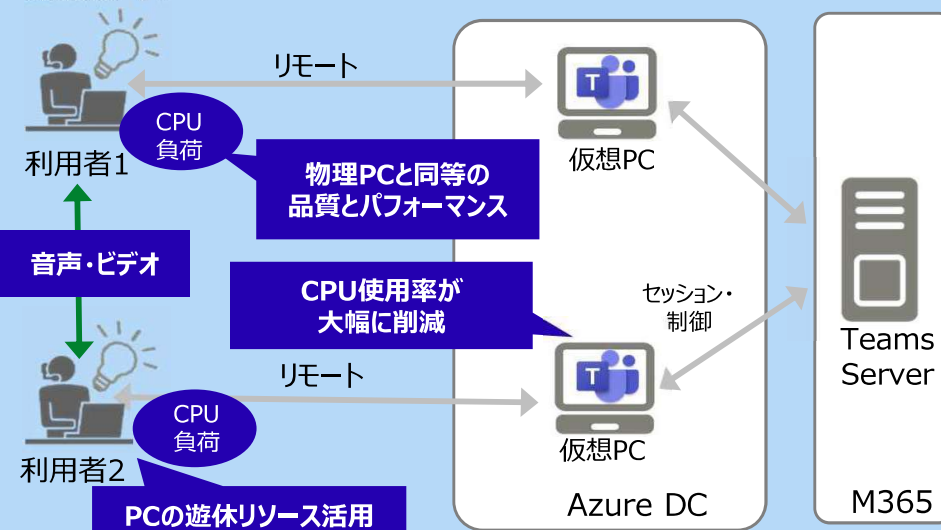 リモート
CPU
負荷
利用者1
仮想PC
物理PCと同等の
品質とパフォーマンス
音声・ビデオ
CPU使用率が
大幅に削減
セッション・
制御
Teams
Server
リモート
CPU
負荷
利用者2
仮想PC
PCの遊休リソース活用
Azure DC
M365
T
T